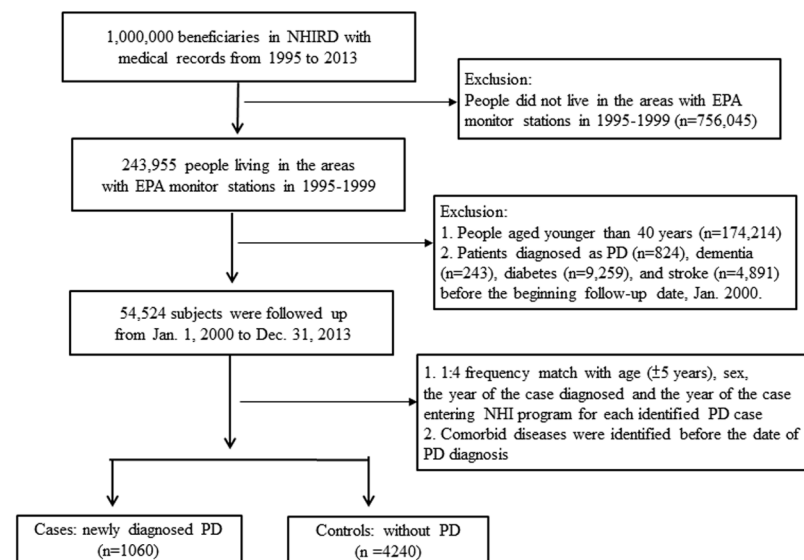 1,000,000 beneficiaries in NHIRD with
medical records from 1995 to 2013
Exclusion:
People did not live in the areas with EPA
monitor stations in 1995-1999 (n=756,045)
243,955 people living in the areas
with EPA monitor stations in 1995-1999
Exclusion:
1. People aged younger than 40 years (n=174,214)
2. Patients diagnosed as PD (n=824), dementia
(n=243), diabetes (n=9,259), and stroke (n=4,891)
before the beginning follow-up date, Jan. 2000.
54,524 subjects were followed up
from Jan. 1, 2000 to Dec. 31, 2013
1. 1:4 frequency match with age (±5 years), sex,
the year of the case diagnosed and the year of the case
entering NHI program for each identified PD case
2. Comorbid diseases were identified before the date of
PD diagnosis
Cases: newly diagnosed PD
(n=1060)
Controls: without PD
(n =4240)